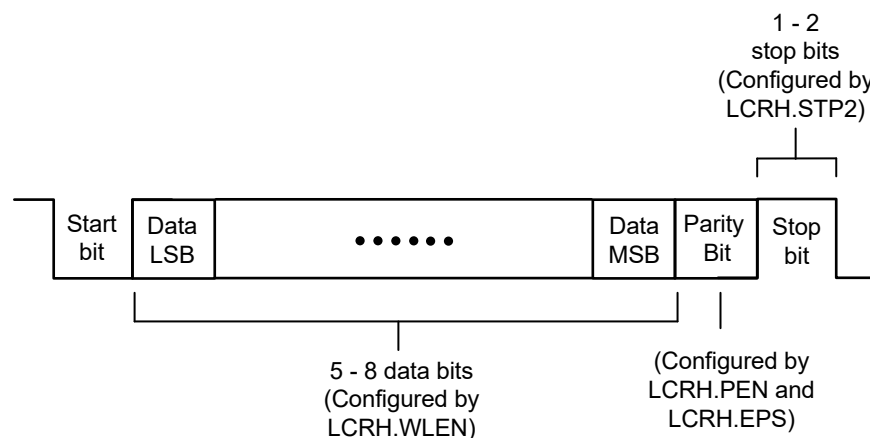 1 - 2
stop bits
(Configured by
LCRH.STP2)
Start
bit
Data
LSB
Data
MSB
Parity
Bit
Stop
bit
5 - 8 data bits
(Configured by
LCRH.WLEN)
(Configured by
LCRH.PEN and
LCRH.EPS)